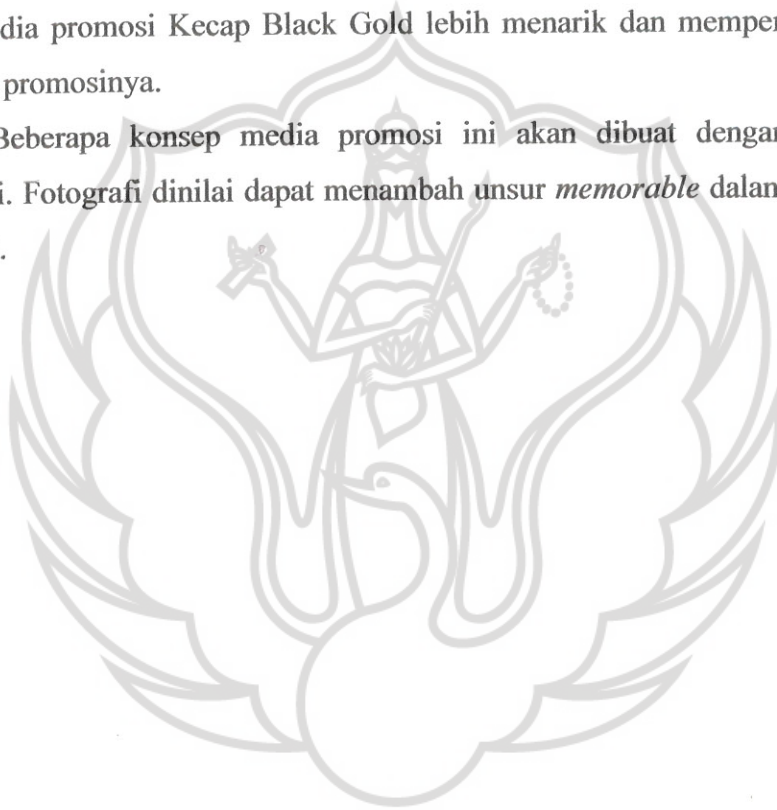 dia promosi Kecap Black Gold lebih menarik dan memper
promosinya.
Beberapa konsep media promosi ini akan dibuat dengan
i. Fotografi dinilai dapat menambah unsur memorable dalam
.